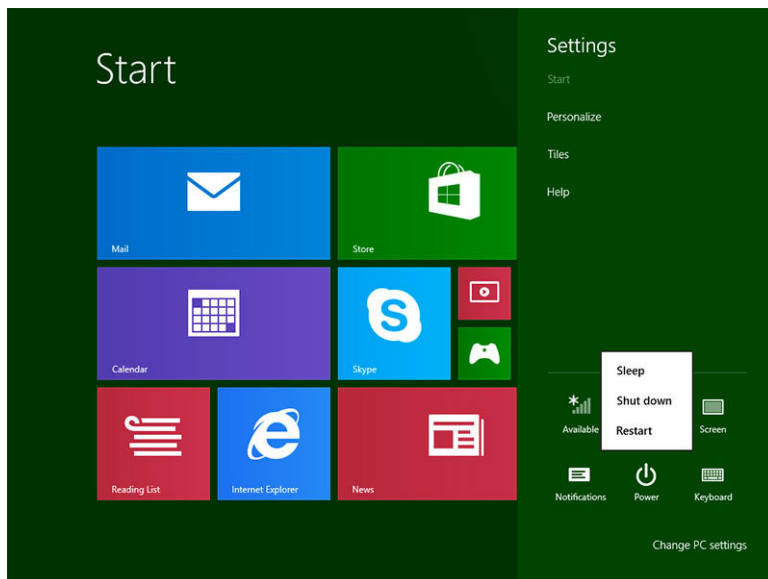 Start
Mail
Store
Calendar
Skype
Reading List
Internet Explorer
News
Settings
Start
Personalize
Tiles
Help
Sleep
Shut down
Restart
Available
Screen
Notifications
Power
Keyboard
Change PC settings